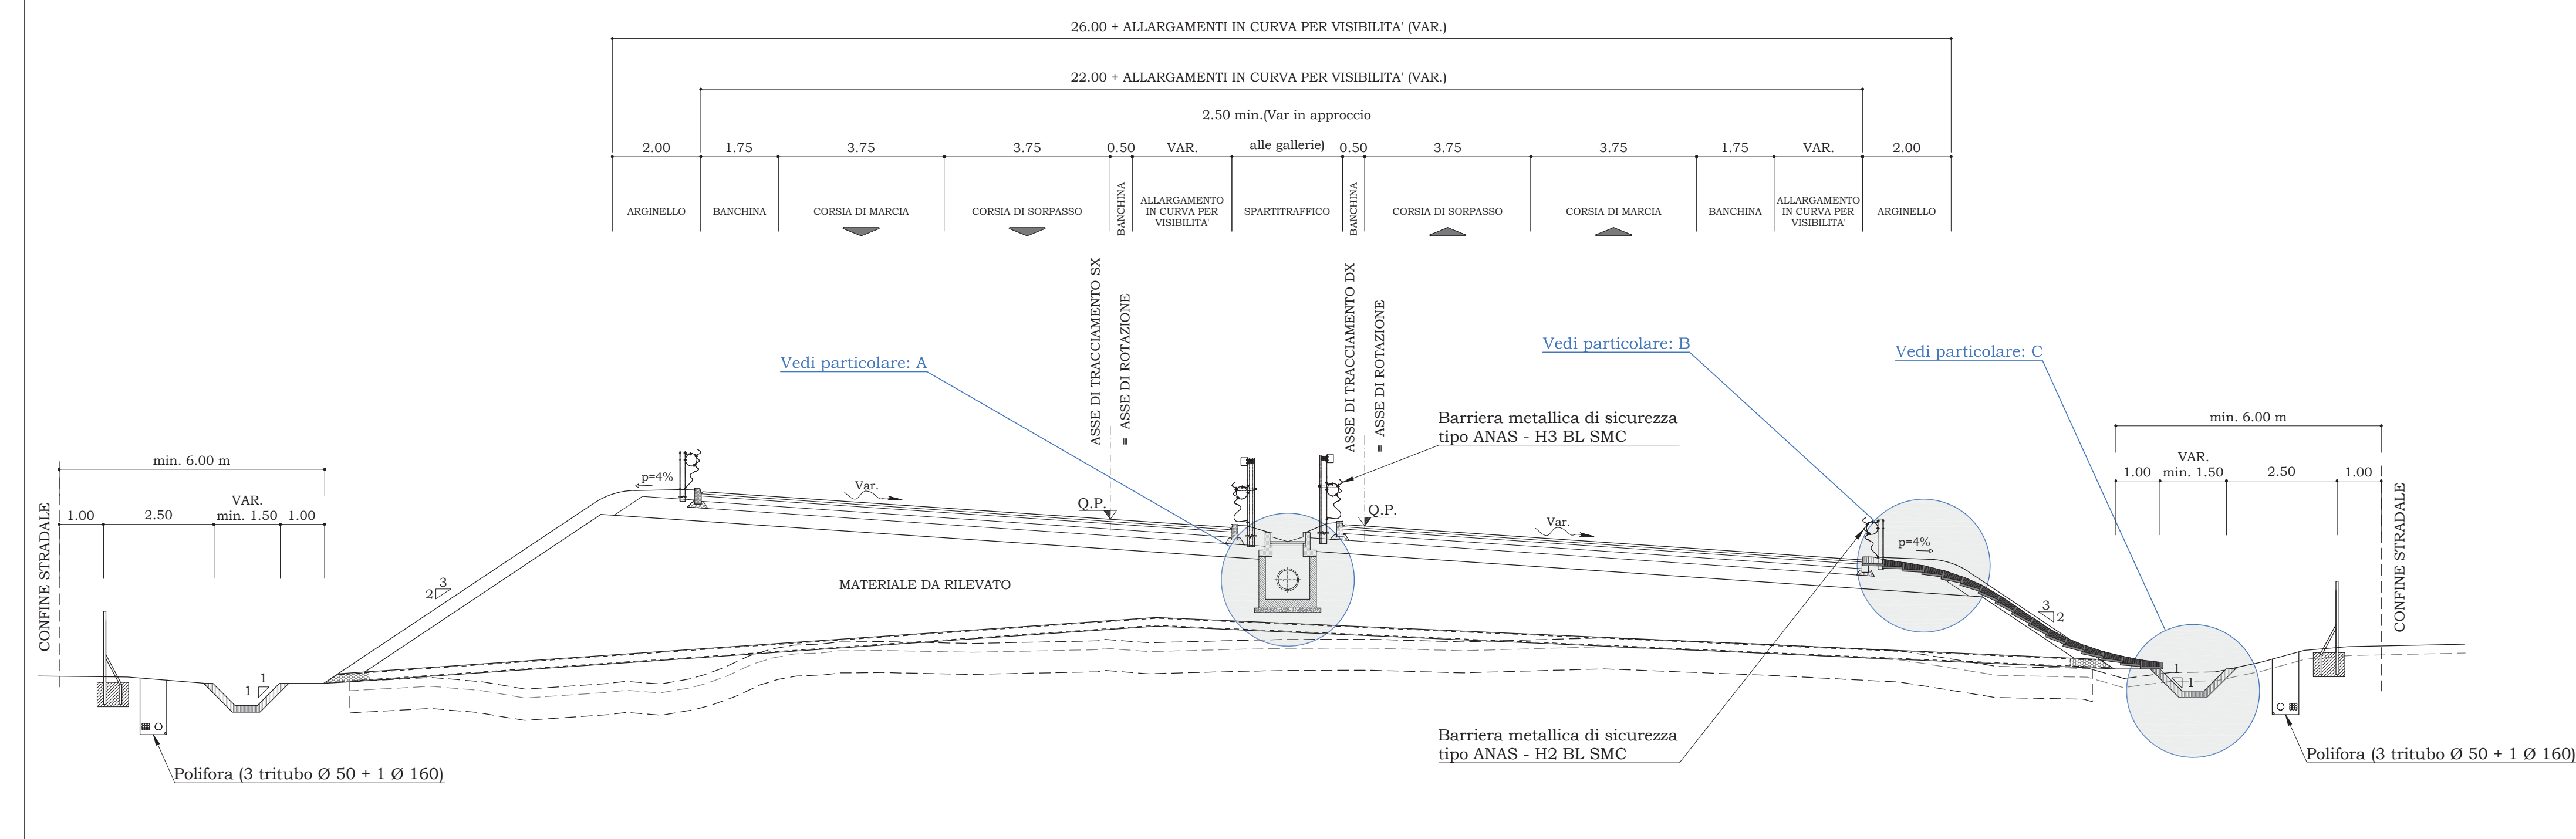 26.00 + ALLARGAMENTI IN CURVA PER VISIBILITA' (VAR.)
22.00 + ALLARGAMENTI IN CURVA PER VISIBILITA' (VAR.)
2.50 min.(Var in approccio
alle gallerie)
2.00
1.75
3.75
3.75
0.50
VAR.
0.50
3.75
3.75
1.75
VAR.
2.00
ARGINELLO
BANCHINA
CORSIA DI MARCIA
CORSIA DI SORPASSO
BANCHINA
ALLARGAMENTO
IN CURVA PER
VISIBILITA'
SPARTITRAFFICO
BANCHINA
CORSIA DI SORPASSO
CORSIA DI MARCIA
BANCHINA
ALLARGAMENTO
IN CURVA PER
VISIBILITA'
ARGINELLO
ASSE DI TRACCIAMENTO SX
= ASSE DI ROTAZIONE
ASSE DI TRACCIAMENTO DX
= ASSE DI ROTAZIONE
Vedi particolare: A
Vedi particolare: B
Vedi particolare: C
Barriera metallica di sicurezza
tipo ANAS - H3 BL SMC
min. 6.00 m
1.00
2.50
VAR.
min. 1.50
1.00
CONFINE STRADALE
min. 6.00 m
1.00
VAR.
min. 1.50
2.50
1.00
CONFINE STRADALE
p=4%
Var.
Q.P.
Q.P.
Var.
p=4%
3
2
MATERIALE DA RILEVATO
3
2
1
1
1
1
Barriera metallica di sicurezza
tipo ANAS - H2 BL SMC
Polifora (3 tritubo Ø 50 + 1 Ø 160)
Polifora (3 tritubo Ø 50 + 1 Ø 160)